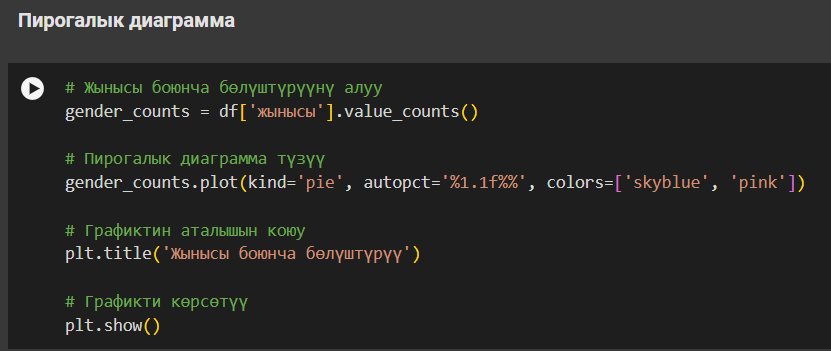 Пирогалык диаграмма
# Жынысы боюнча бөлүштүрүүнү алуу
gender_counts = df['жынысы'].value_counts()
# Пирогалык диаграмма түзүү
gender_counts.plot(kind='pie', autopct='%1.1f%%', colors=['skyblue', 'pink'])
# Графиктин аталышын коюу
plt.title('Жынысы боюнча бөлүштүрүү')
# Графикти көрсөтүү
plt.show()